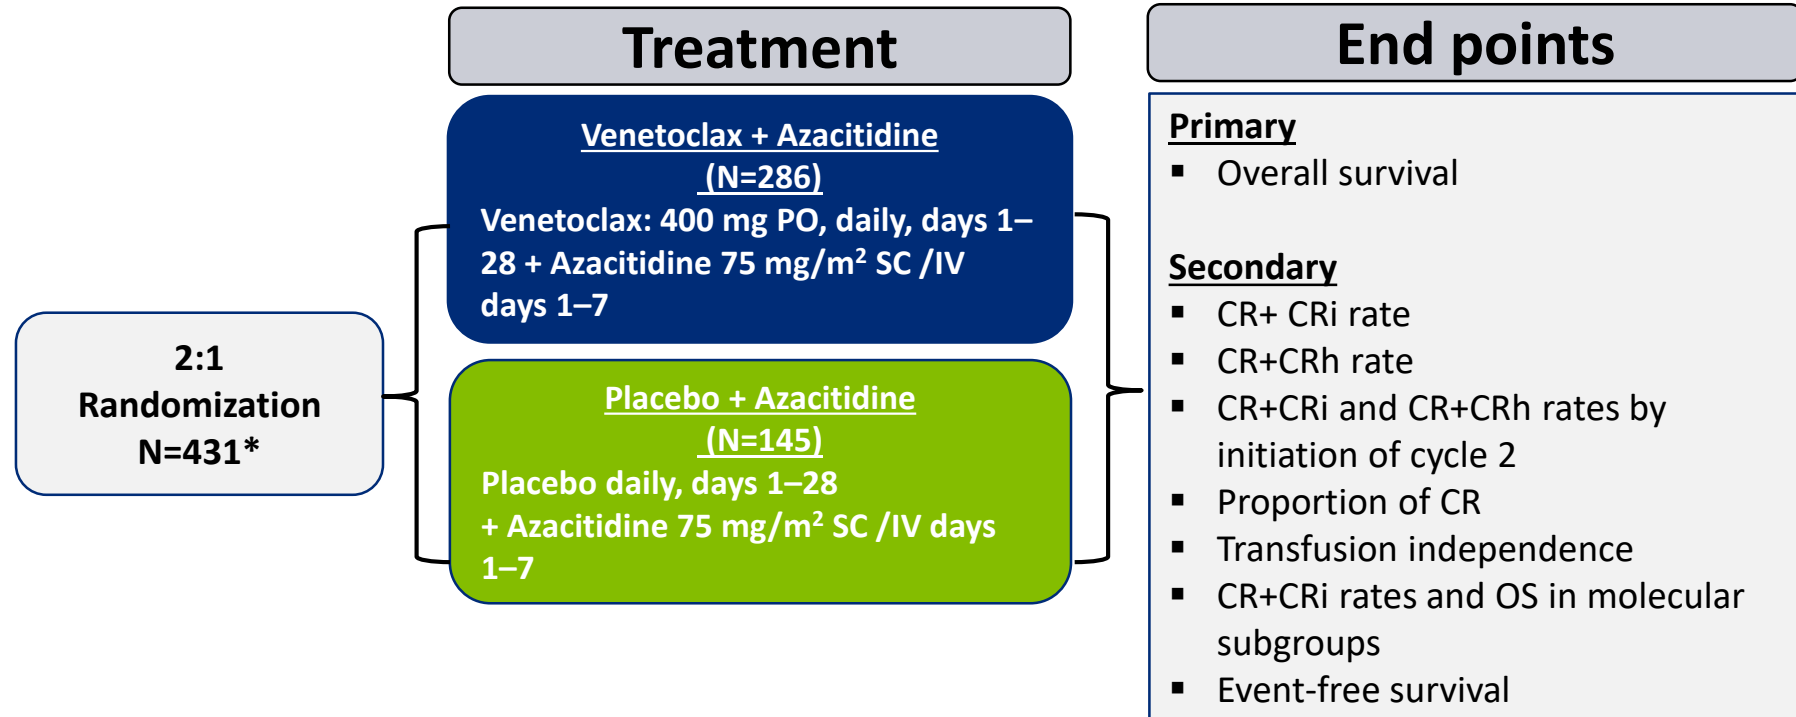 Treatment
End points
Venetoclax + Azacitidine
(N=286)
Venetoclax: 400 mg PO, daily, days 1–
28 + Azacitidine 75 mg/m² SC /IV
days 1–7
2:1
Randomization
N=431*
Placebo + Azacitidine
(N=145)
Placebo daily, days 1–28
+ Azacitidine 75 mg/m² SC /IV days
1–7
Primary
▪ Overall survival
Secondary
▪ CR+ CRi rate
▪ CR+CRh rate
▪ CR+CRi and CR+CRh rates by
initiation of cycle 2
▪ Proportion of CR
▪ Transfusion independence
▪ CR+CRi rates and OS in molecular
subgroups
▪ Event-free survival